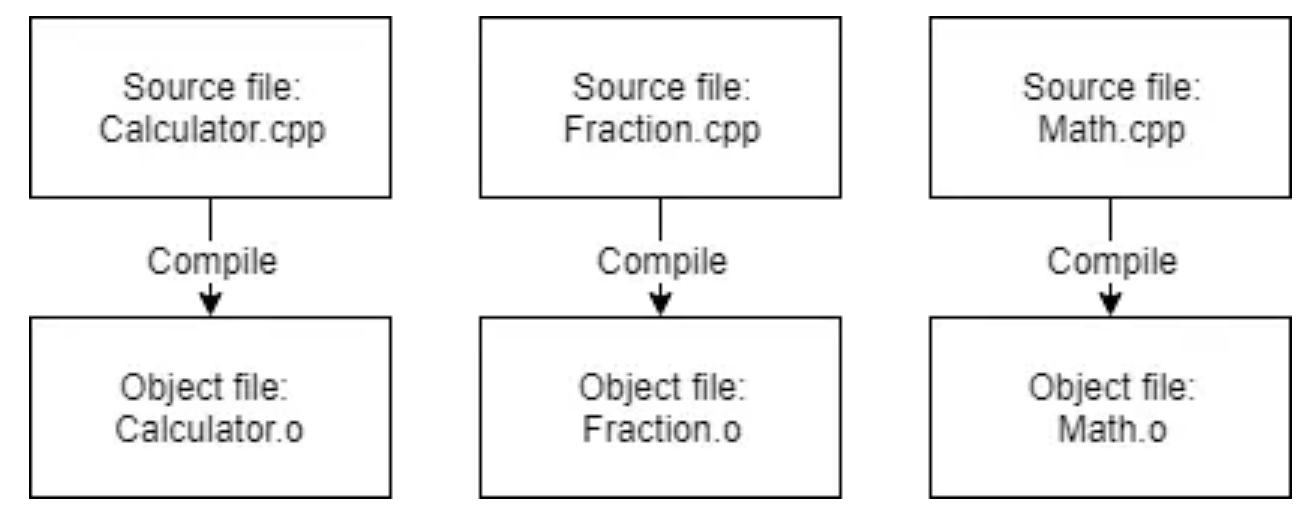 Source file:
Calculator.cpp
Source file:
Fraction.cpp
Source file:
Math.cpp
Compile
Compile
Compile
Object file:
Calculator.o
Object file:
Fraction.o
Object file:
Math.o